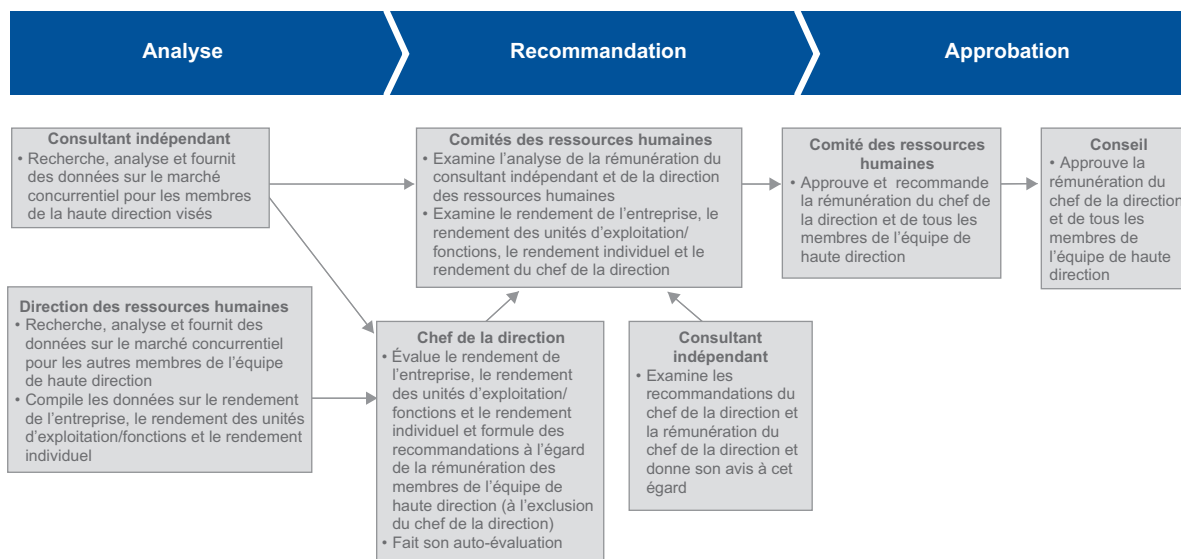 Analyse
Recommandation
Approbation
Consultant indépendant
• Recherche, analyse et fournit
des données sur le marché
concurrentiel pour les membres
de la haute direction visés
Direction des ressources humaines
• Recherche, analyse et fournit des
données sur le marché concurrentiel
pour les autres membres de l’équipe
de haute direction
• Compile les données sur le rendement
de l’entreprise, le rendement des unités
d’exploitation/fonctions et le rendement
individuel
Comités des ressources humaines
• Examine l’analyse de la rémunération du
consultant indépendant et de la direction
des ressources humaines
• Examine le rendement de l’entreprise, le
rendement des unités d’exploitation/
fonctions, le rendement individuel et le
rendement du chef de la direction
Chef de la direction
• Évalue le rendement de
l’entreprise, le rendement
des unités d’exploitation/
fonctions et le rendement
individuel et formule des
recommandations à l’égard
de la rémunération des
membres de l’équipe de
haute direction (à l’exclusion
du chef de la direction)
• Fait son auto-évaluation
Consultant
indépendant
• Examine les
recommandations du
chef de la direction et
la rémunération du
chef de la direction et
donne son avis à cet
égard
Comité des ressources
humaines
• Approuve et recommande
la rémunération du chef de
la direction et de tous les
membres de l’équipe de
haute direction
Conseil
• Approuve la
rémunération du
chef de la direction
et de tous les
membres de
l’équipe de haute
direction